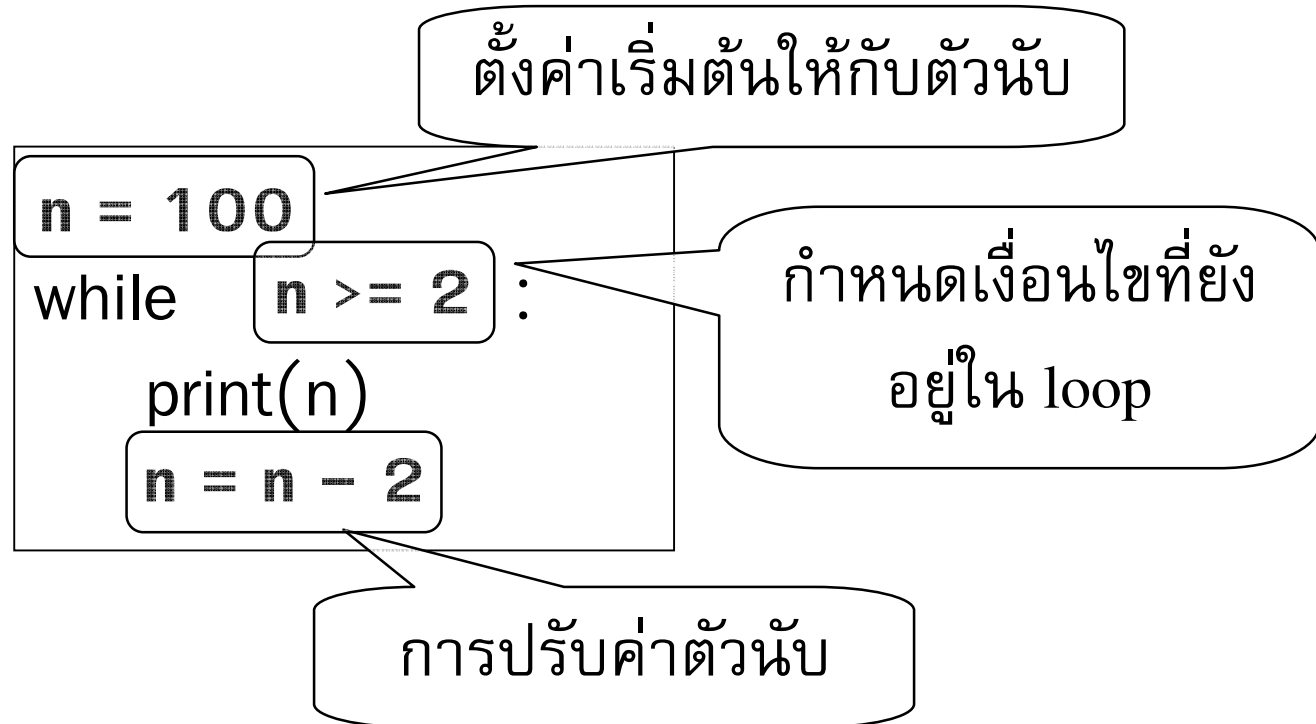 ตั้งค่าเริ่มต้นให้กับตัวนับ
n = 100
while n >= 2 :
กำหนดเงื่อนไขที่ยัง
อยู่ใน loop
print(n)
n = n - 2
การปรับค่าตัวนับ